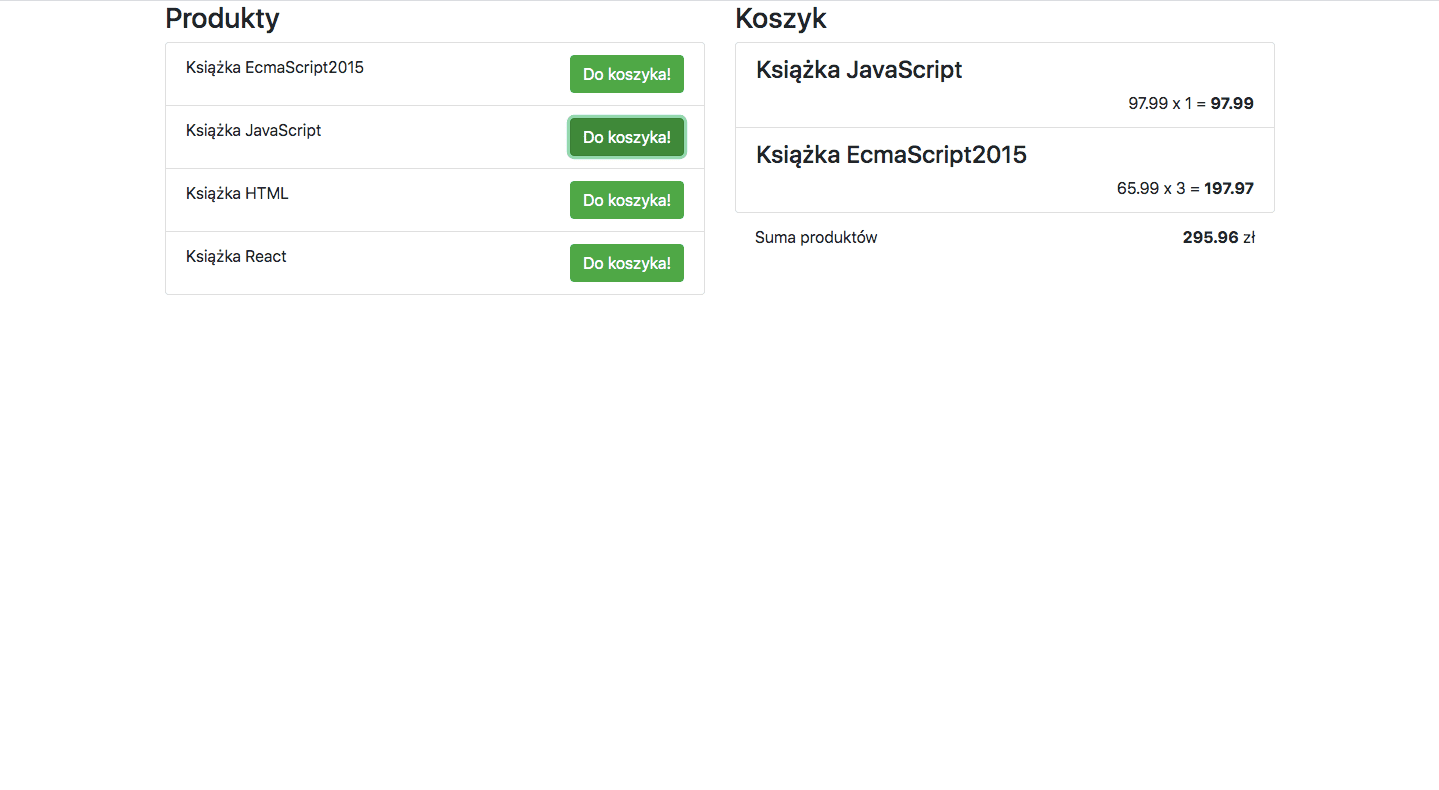 Produkty
Książka EcmaScript2015
Do koszyka!
Książka JavaScript
Do koszyka!
Książka HTML
Do koszyka!
Książka React
Do koszyka!
Koszyk
Książka JavaScript
97.99 x 1 = 97.99
Książka EcmaScript2015
65.99 x 3 = 197.97
Suma produktów
295.96 zł